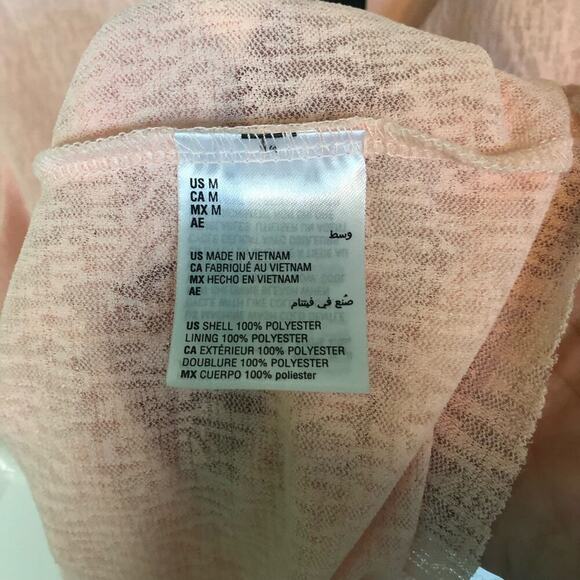 US M
CA M
MX M
AE
وسط
US MADE IN VIETNAM
CA FABRIQUÉ AU VIETNAM
MX HECHO EN VIETNAM
AE
صُنع في فيتنام
US SHELL 100% POLYESTER
LINING 100% POLYESTER
CA EXTÉRIEUR 100% POLYESTER
DOUBLURE 100% POLYESTER
MX CUERPO 100% poliester